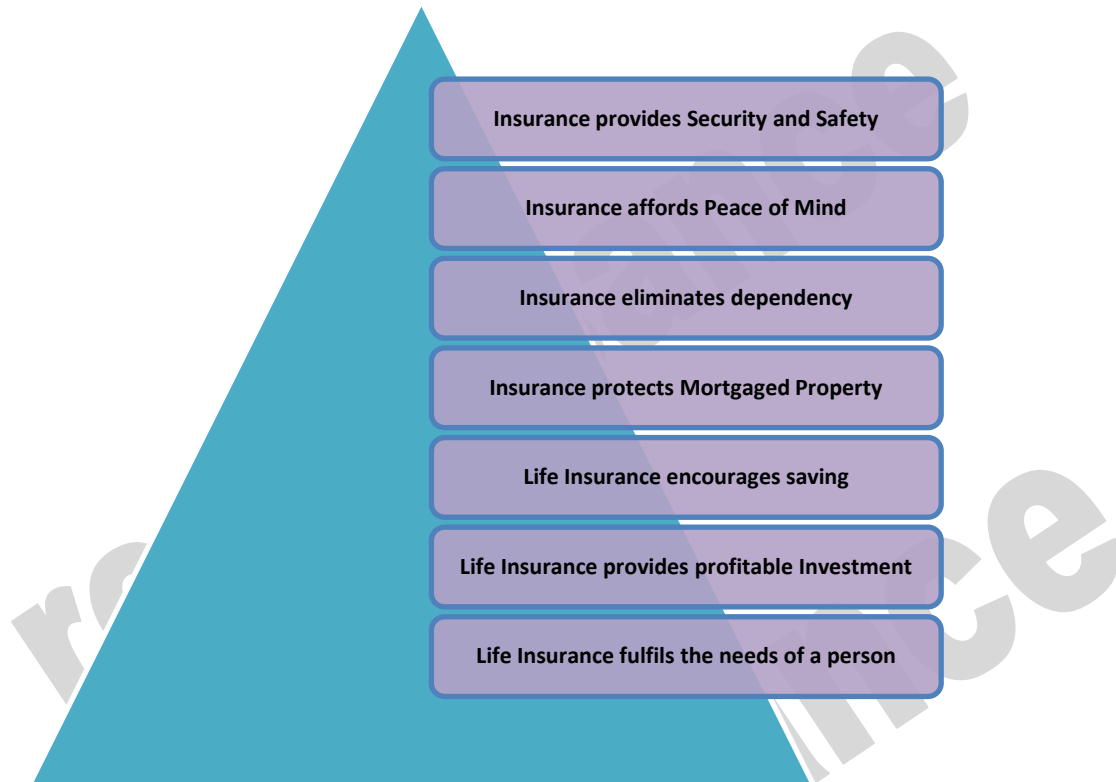 Insurance provides Security and Safety
Insurance affords Peace of Mind
Insurance eliminates dependency
Insurance protects Mortgaged Property
Life Insurance encourages saving
Life Insurance provides profitable Investment
Life Insurance fulfils the needs of a person